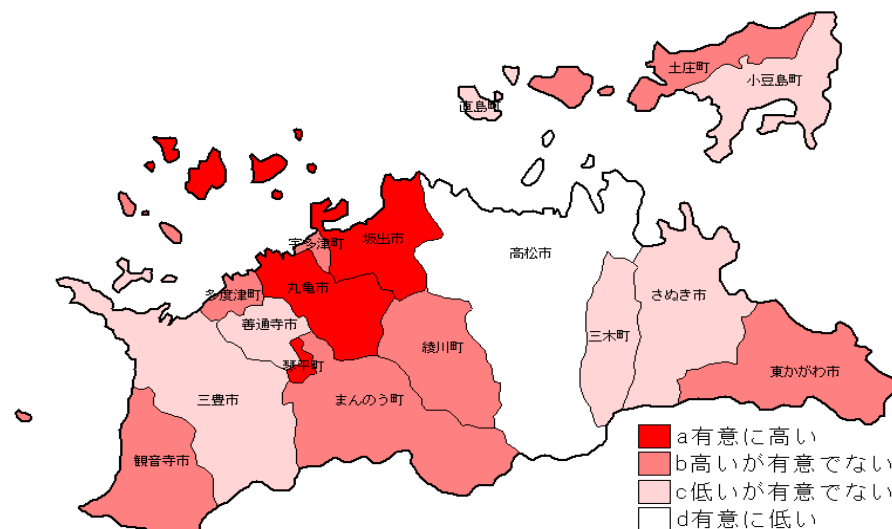 土庄町
小豆島町
直島町
宇多津町
坂出市
高松市
多度津町
丸亀市
善通寺市
さぬき市
綾川町
三木町
琴平町
東かがわ市
三豊市
まんのう町
観音寺市
a有意に高い
b高いが有意でない
c低いが有意でない
d有意に低い